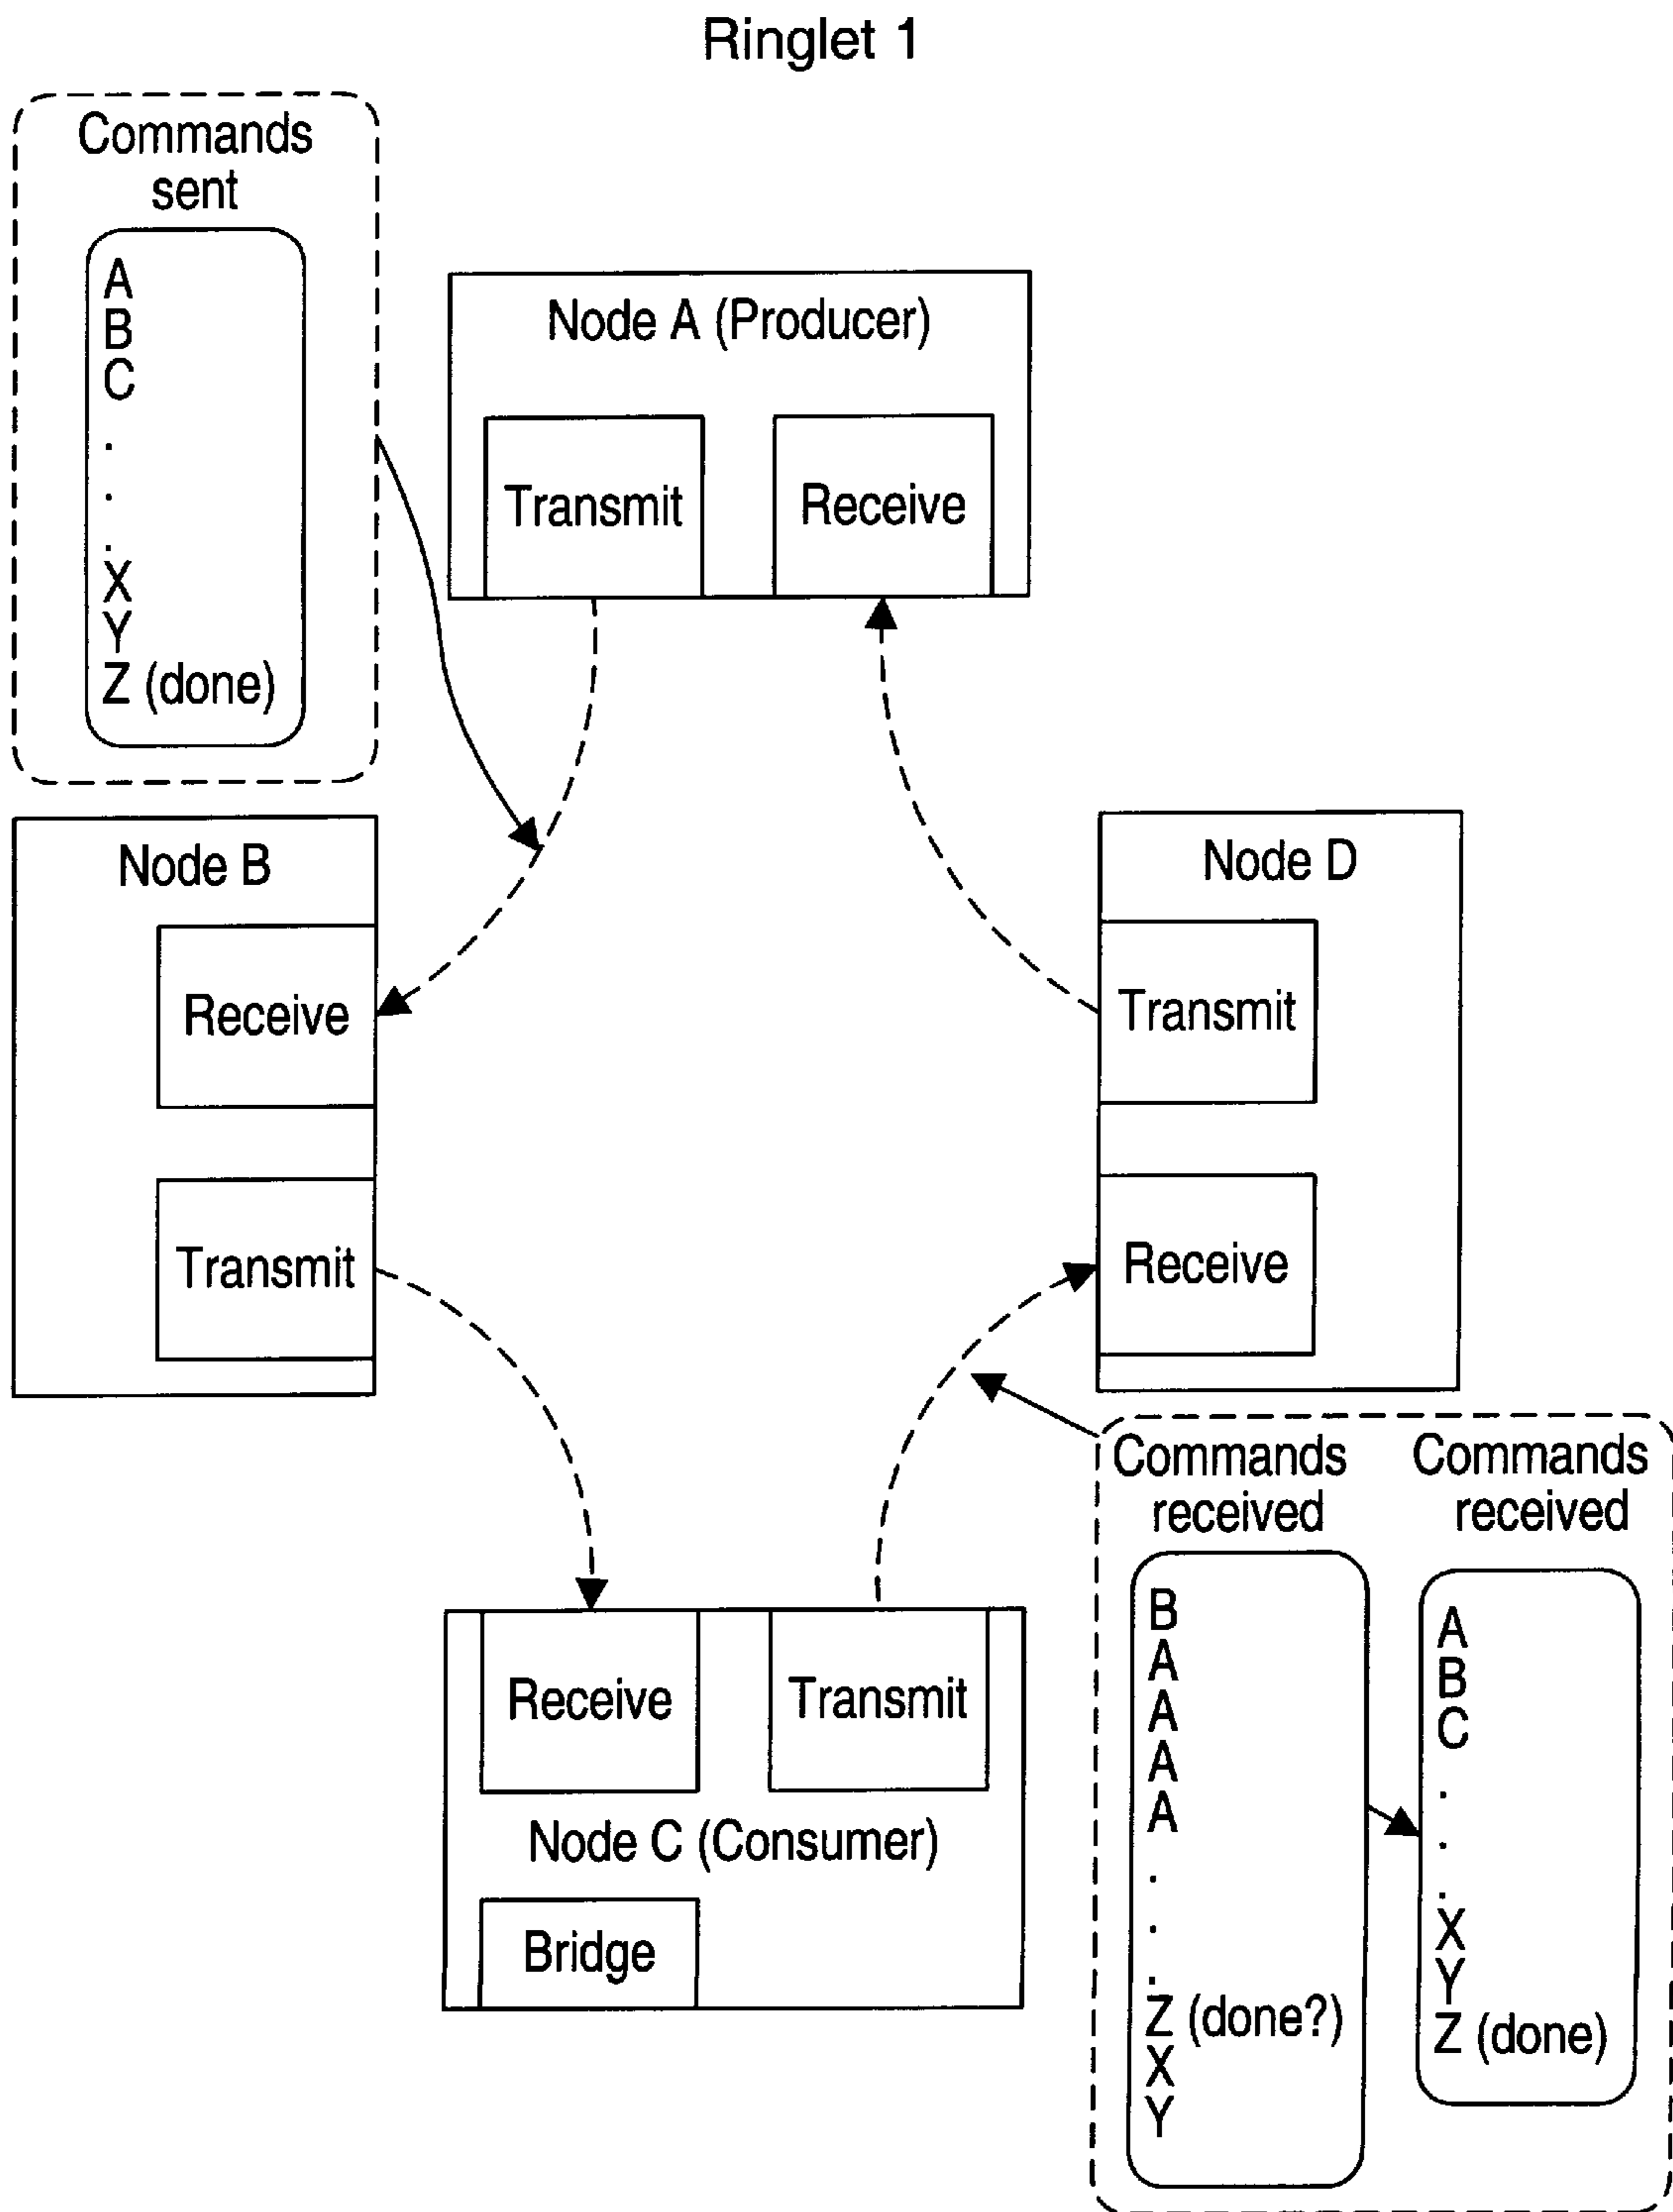 Ringlet 1
Commands
sent
A
B
C
.
.
.
X
Y
Z (done)
Node A (Producer)
Transmit
Receive
Node B
Receive
Transmit
Node D
Transmit
Receive
Receive
Transmit
Node C (Consumer)
Bridge
Commands
received
B
A
A
A
A
.
.
.
Z (done?)
X
Y
Commands
received
A
B
C
.
.
.
X
Y
Z (done)